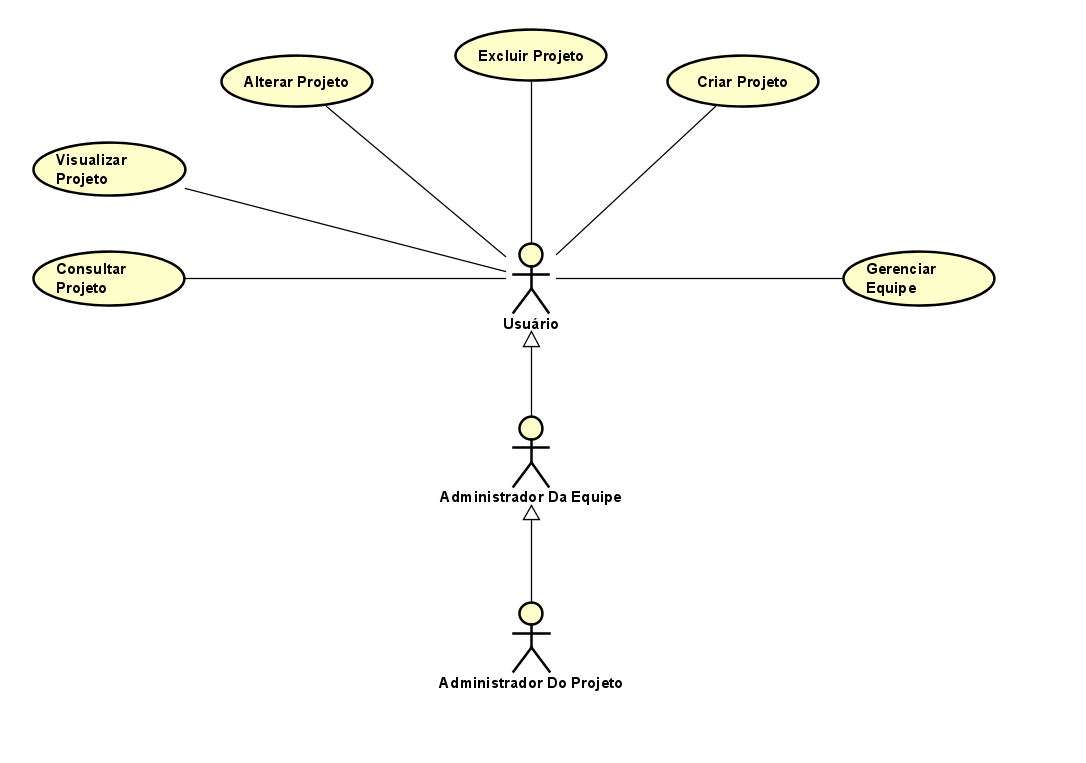 Excluir Projeto
Alterar Projeto
Criar Projeto
Visualizar
Projeto
Consultar
Projeto
Gerenciar
Equipe
Usuário
Administrador Da Equipe
Administrador Do Projeto